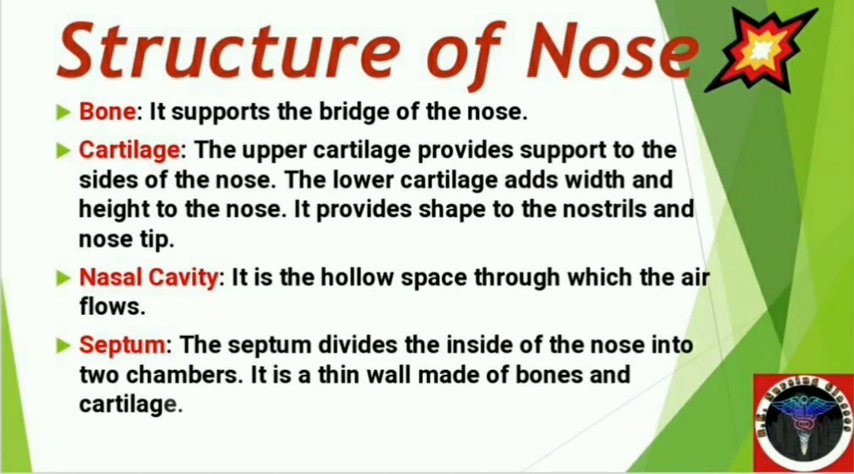 Structure of Nose
Bone: It supports the bridge of the nose.
Cartilage: The upper cartilage provides support to the
sides of the nose. The lower cartilage adds width and
height to the nose. It provides shape to the nostrils and
nose tip.
Nasal Cavity: It is the hollow space through which the air
flows.
Septum: The septum divides the inside of the nose into
two chambers. It is a thin wall made of bones and
cartilage.
Nursing Classes